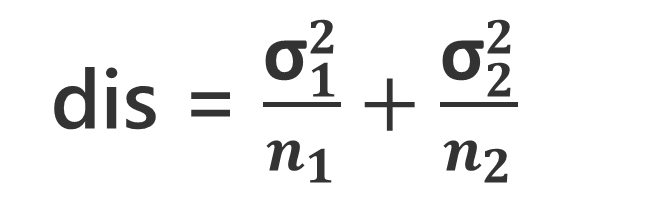 dis = σ₁²/n₁ + σ₂²/n₂